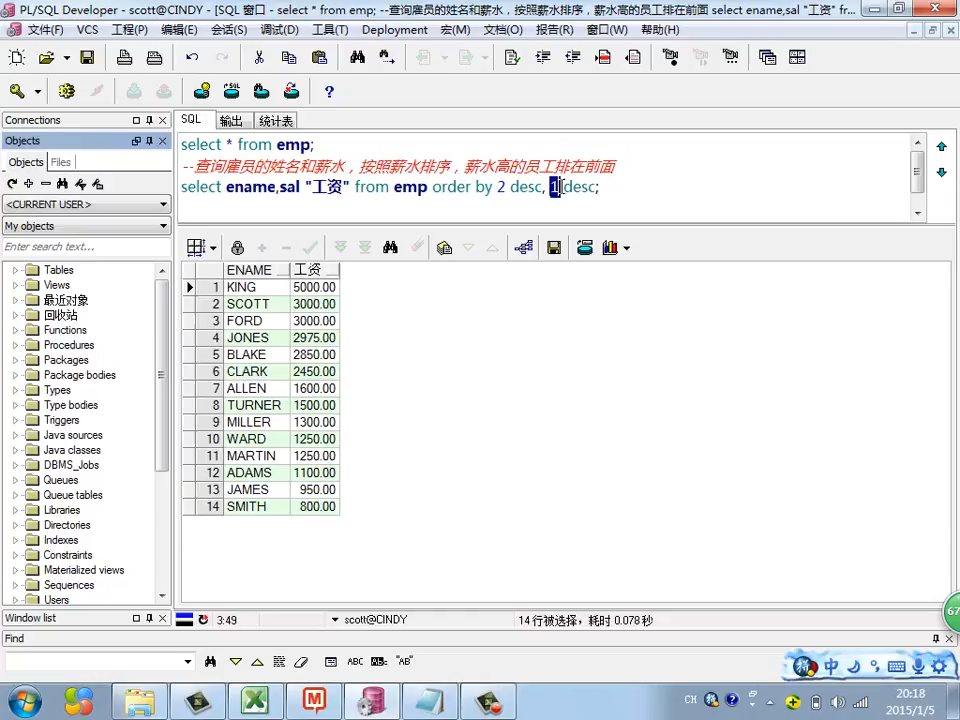 PL/SQL Developer - scott@CINDY - [SQL 窗口 - select * from emp; --查询雇员的姓名和薪水，按照薪水排序，薪水高的员工排在前面 select ename,sal "工资" fr...
文件(F) VCS 工程(P) 编辑(E) 会话(S) 调试(D) 工具(T) Deployment 宏(M) 文档(O) 报告(R) 窗口(W) 帮助(H)
Connections
Objects
Objects Files
<CURRENT USER>
My objects
Enter search text...
Tables
Views
最近对象
回收站
Functions
Procedures
Packages
Package bodies
Types
Type bodies
Triggers
Java sources
Java classes
DBMS_Jobs
Queues
Queue tables
Libraries
Directories
Indexes
Constraints
Materialized views
Sequences
Users
SQL 输出 统计表
select * from emp;
--查询雇员的姓名和薪水，按照薪水排序，薪水高的员工排在前面
select ename,sal "工资" from emp order by 2 desc, 1 desc;
ENAME 工资
1 KING 5000.00
2 SCOTT 3000.00
3 FORD 3000.00
4 JONES 2975.00
5 BLAKE 2850.00
6 CLARK 2450.00
7 ALLEN 1600.00
8 TURNER 1500.00
9 MILLER 1300.00
10 WARD 1250.00
11 MARTIN 1250.00
12 ADAMS 1100.00
13 JAMES 950.00
14 SMITH 800.00
67
Window list
3:49 scott@CINDY 14 行被选择，耗时 0.078 秒
Find
ABC "AB"
中
CH
20:18
2015/1/5